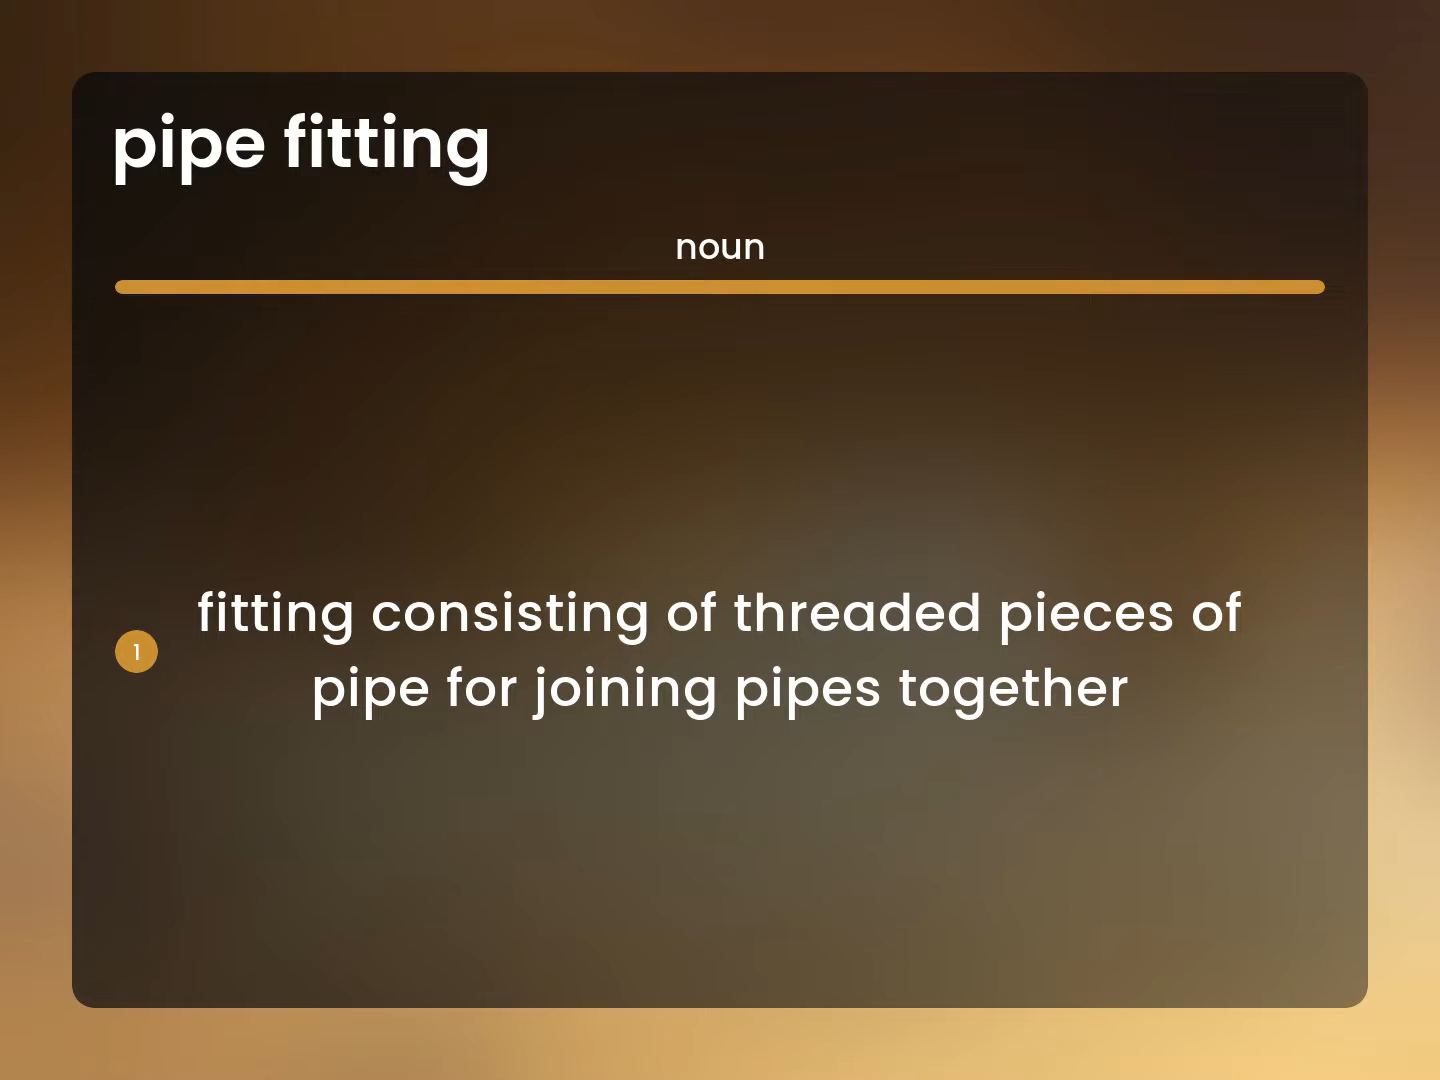 pipe fitting
noun
1
fitting consisting of threaded pieces of
pipe for joining pipes together